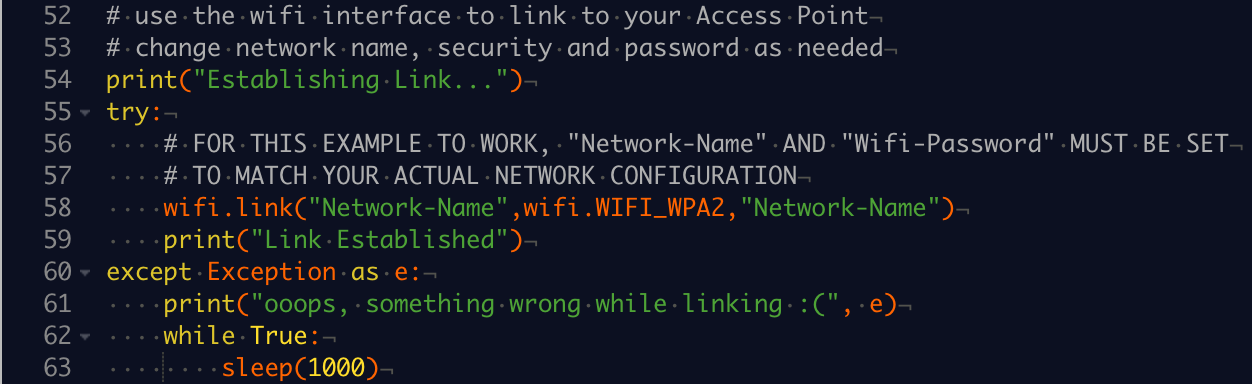 52 # use the wifi interface to link to your Access Point¬
53 # change network name, security and password as needed¬
54 print("Establishing Link...")¬
55 try:¬
56 ····# FOR THIS EXAMPLE TO WORK, "Network-Name" AND "Wifi-Password" MUST BE SET¬
57 ····# TO MATCH YOUR ACTUAL NETWORK CONFIGURATION¬
58 ····wifi.link("Network-Name",wifi.WIFI_WPA2,"Network-Name")¬
59 ····print("Link Established")¬
60 except Exception as e:¬
61 ····print("ooops, something wrong while linking :(", e)¬
62 ····while True:¬
63 ········sleep(1000)¬